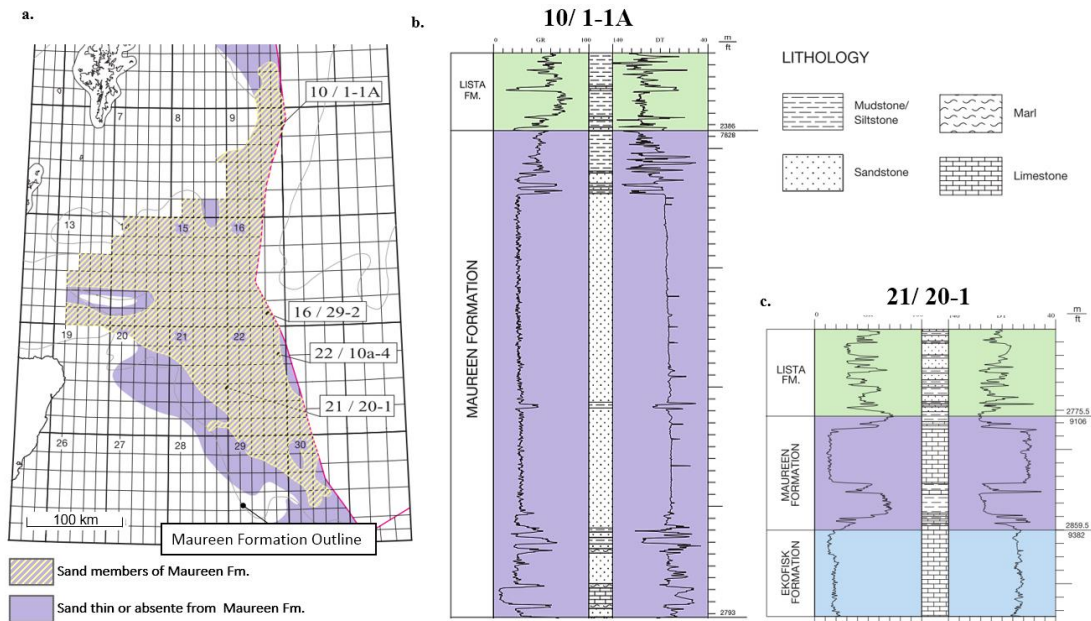 a.
7
8
9
10 / 1-1A
13
14
15
16
16 / 29-2
19
20
21
22
22 / 10a-4
21 / 20-1
26
27
28
29
30
100 km
Maureen Formation Outline
Sand members of Maureen Fm.
Sand thin or absente from Maureen Fm.
b.
10/ 1-1A
0 GR 100 140 DT 40 m
ft
LISTA
FM.
2386
7828
MAUREEN FORMATION
2793
LITHOLOGY
Mudstone/
Siltstone
Marl
Sandstone
Limestone
c.
21/ 20-1
0 40 m
ft
LISTA
FM.
2775.5
9106
MAUREEN
FORMATION
2859.5
9382
EKOFISK
FORMATION